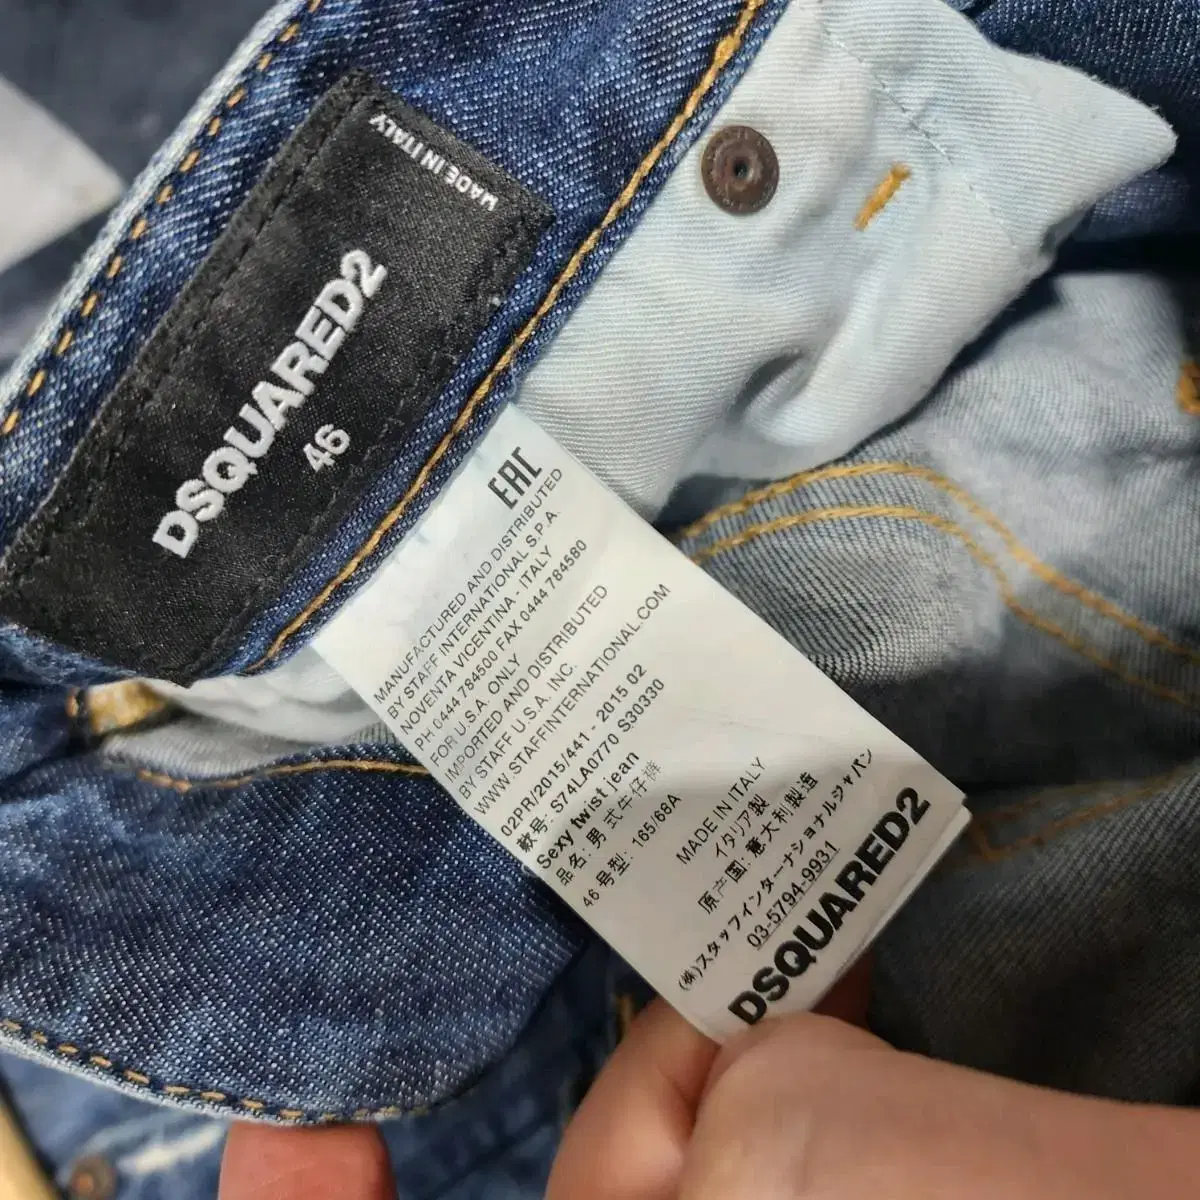 MADE IN ITALY
DSQUARED2
46
EAC
MANUFACTURED AND DISTRIBUTED
BY STAFF INTERNATIONAL S.P.A.
NOVENTA VICENTINA - ITALY
PH 0444 784500 FAX 0444 784580
FOR U.S.A. ONLY
IMPORTED AND DISTRIBUTED
BY STAFF U.S.A. INC.
WWW.STAFFINTERNATIONAL.COM
02PR/2015/441 - 2015 02
款号: S74LA0770 S30330
Sexy twist jean
品名: 男 式 牛 仔 裤
46 号型: 165/68A
MADE IN ITALY
イタリア製
原产国: 意大利製造
(株)スタッフインターナショナルジャパン
03-5794-9931
DSQUARED2